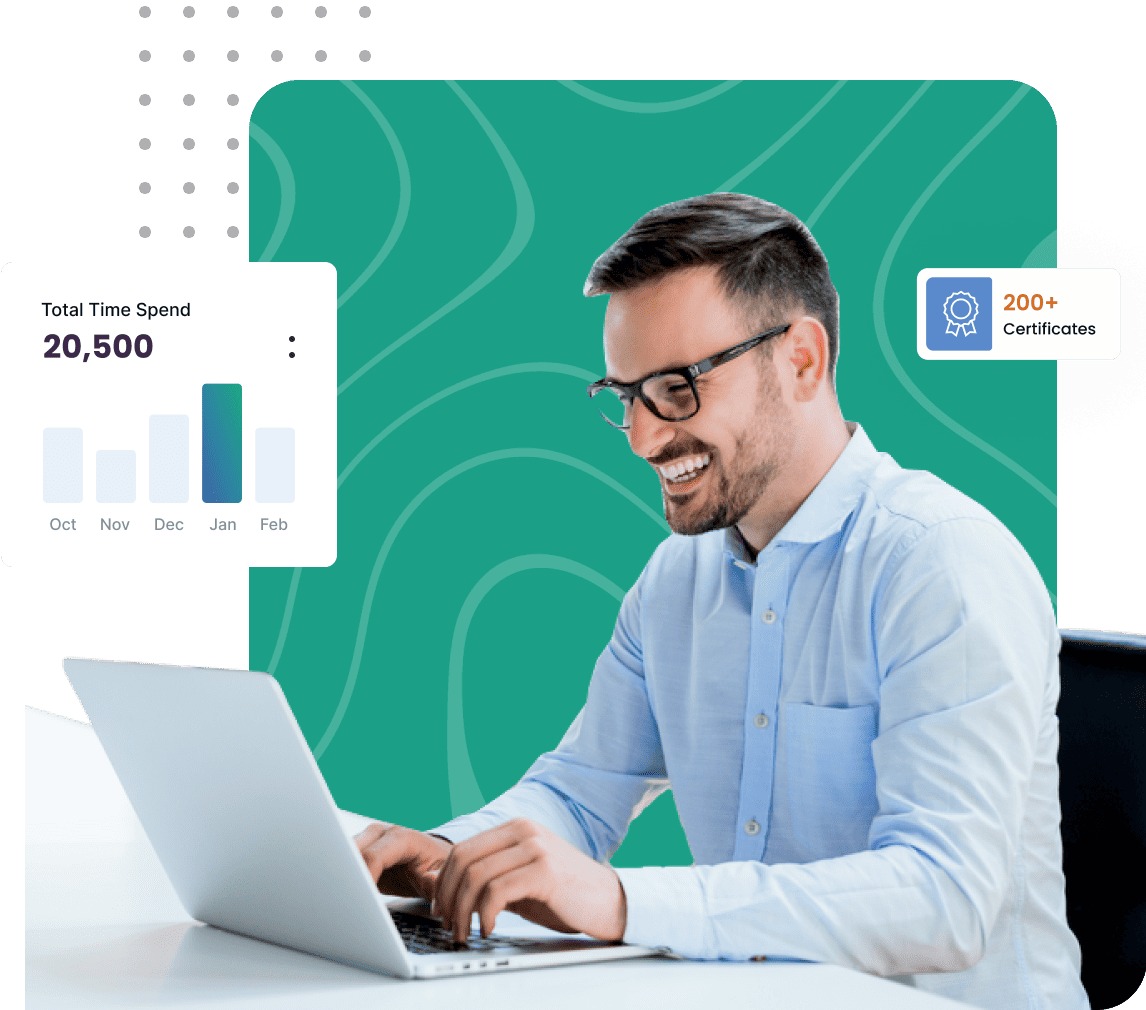 Total Time Spend
20,500
Oct Nov Dec Jan Feb
200+
Certificates